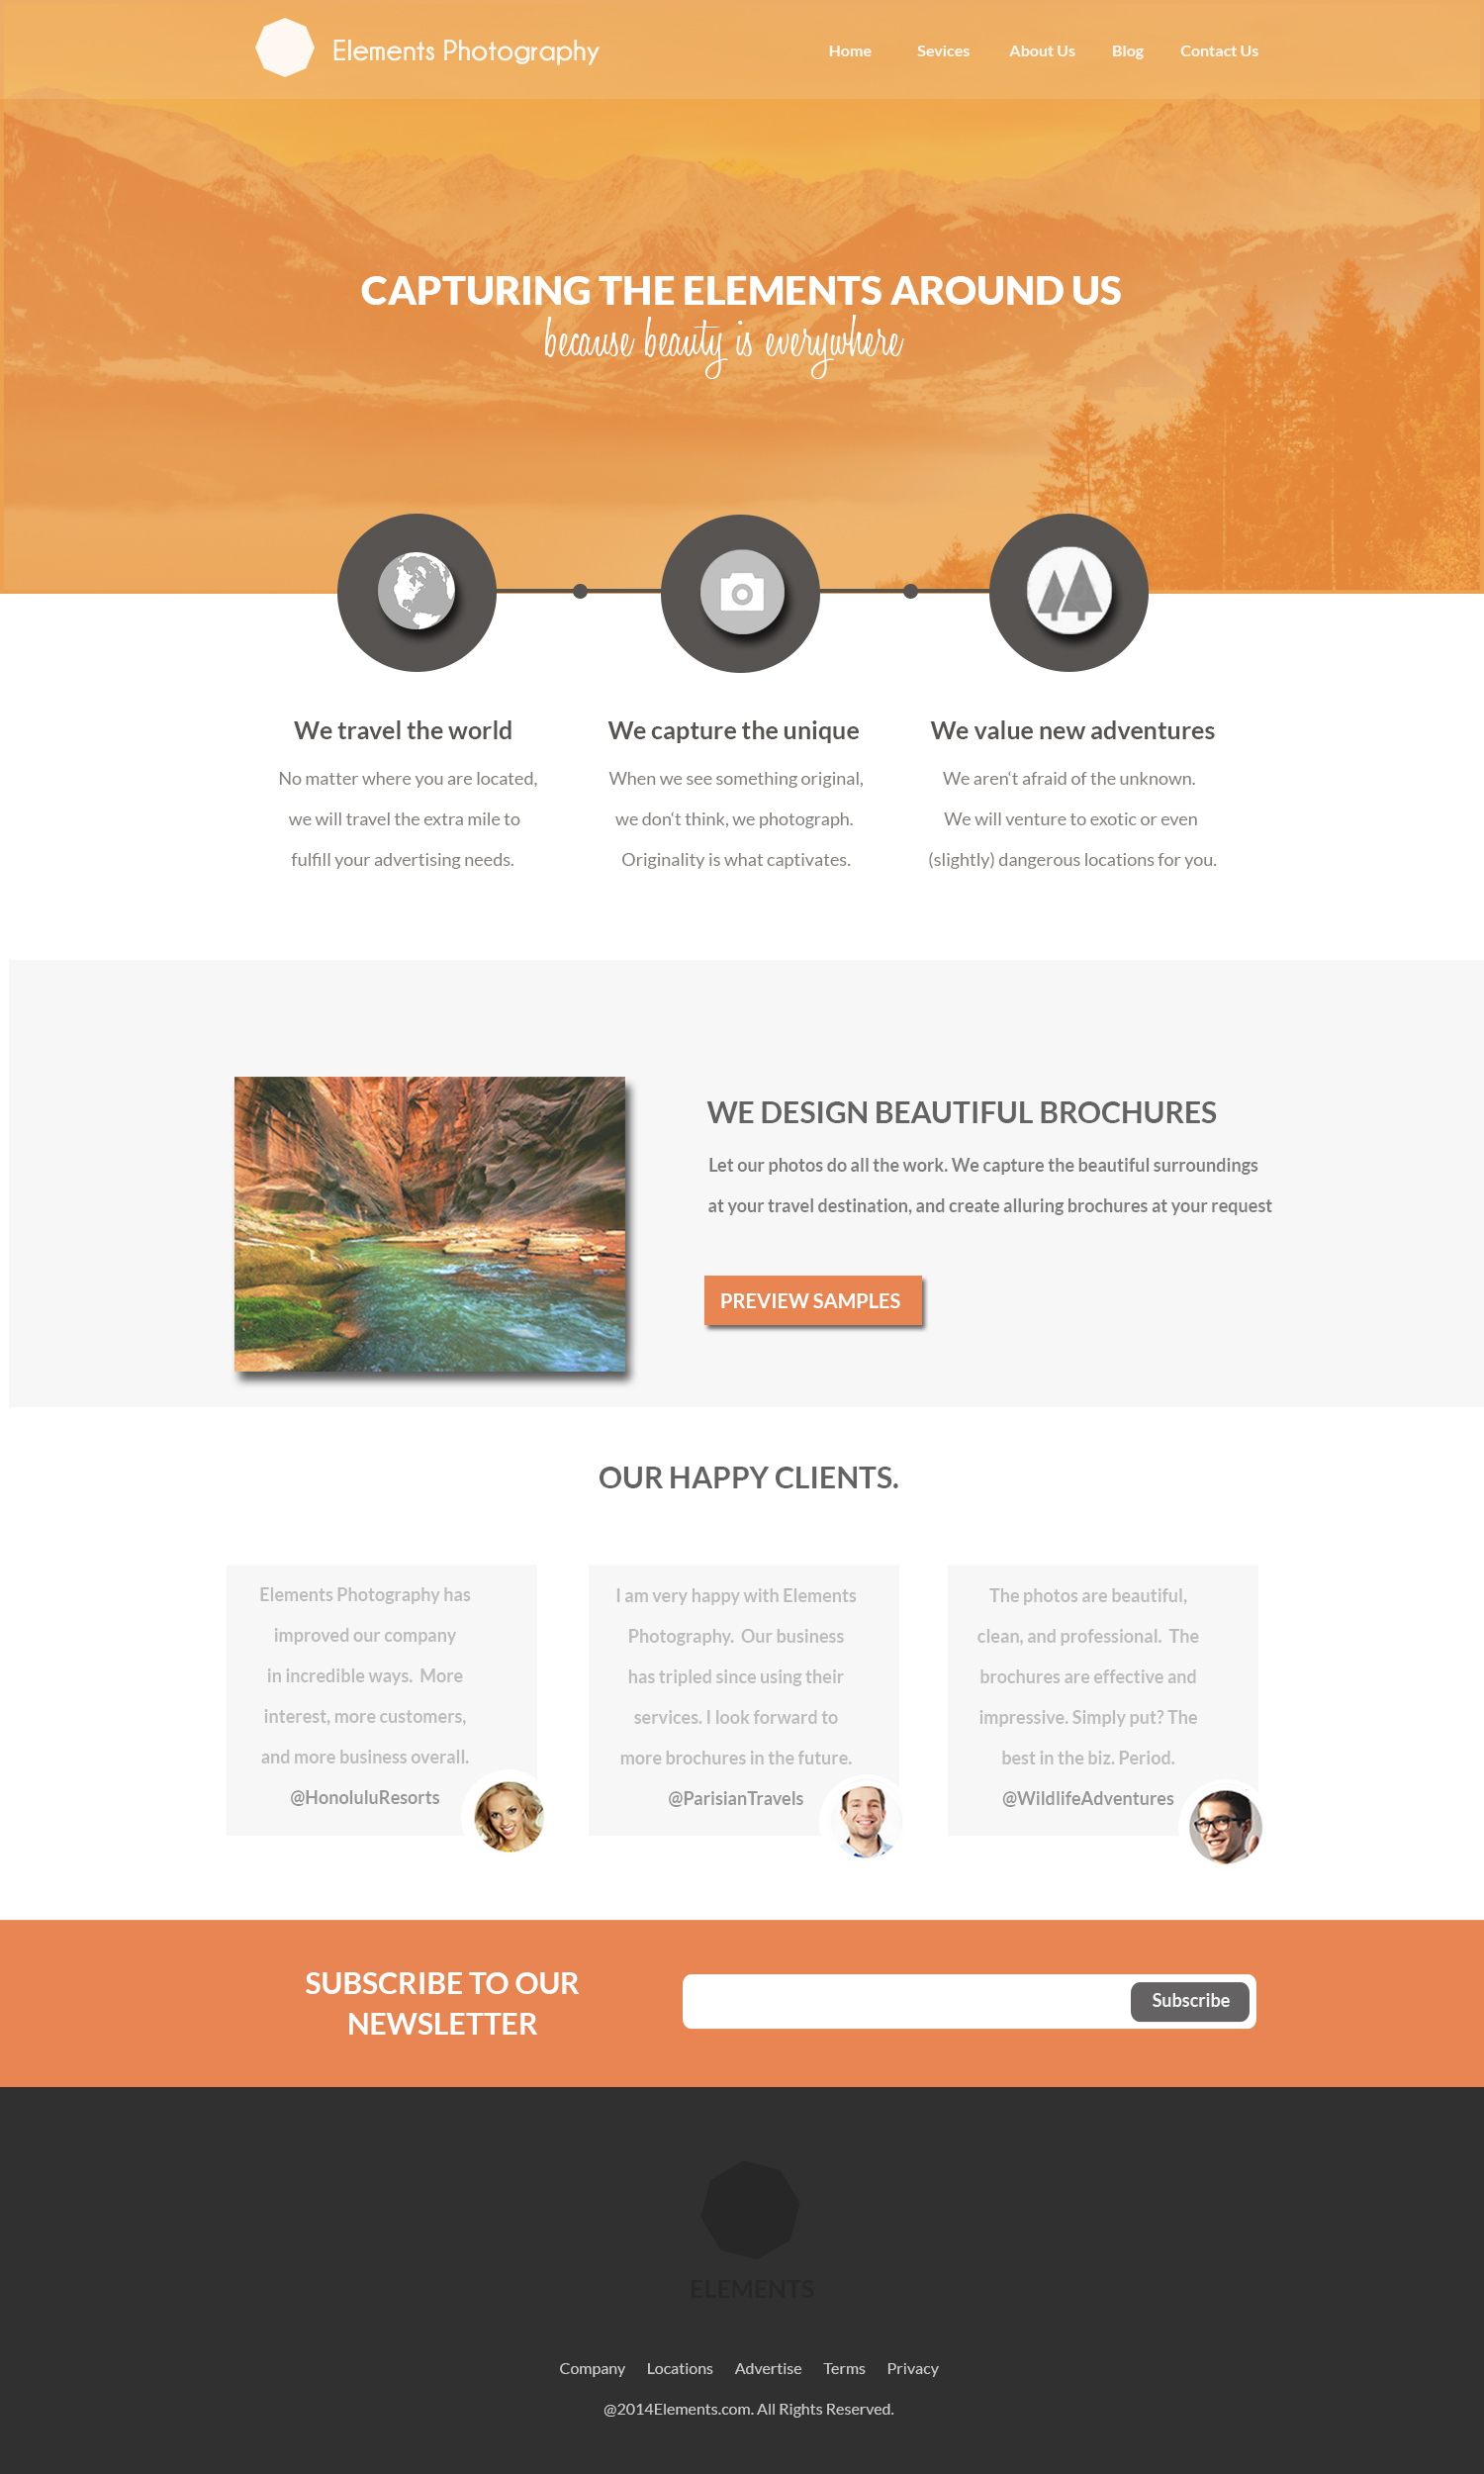 Elements Photography
Home Sevices About Us Blog Contact Us
CAPTURING THE ELEMENTS AROUND US
because beauty is everywhere
We travel the world
No matter where you are located,
we will travel the extra mile to
fulfill your advertising needs.
We capture the unique
When we see something original,
we don‘t think, we photograph.
Originality is what captivates.
We value new adventures
We aren‘t afraid of the unknown.
We will venture to exotic or even
(slightly) dangerous locations for you.
WE DESIGN BEAUTIFUL BROCHURES
Let our photos do all the work. We capture the beautiful surroundings
at your travel destination, and create alluring brochures at your request
PREVIEW SAMPLES
OUR HAPPY CLIENTS.
Elements Photography has
improved our company
in incredible ways. More
interest, more customers,
and more business overall.
@HonoluluResorts
I am very happy with Elements
Photography. Our business
has tripled since using their
services. I look forward to
more brochures in the future.
@ParisianTravels
The photos are beautiful,
clean, and professional. The
brochures are effective and
impressive. Simply put? The
best in the biz. Period.
@WildlifeAdventures
SUBSCRIBE TO OUR
NEWSLETTER
Subscribe
ELEMENTS
Company Locations Advertise Terms Privacy
@2014Elements.com. All Rights Reserved.